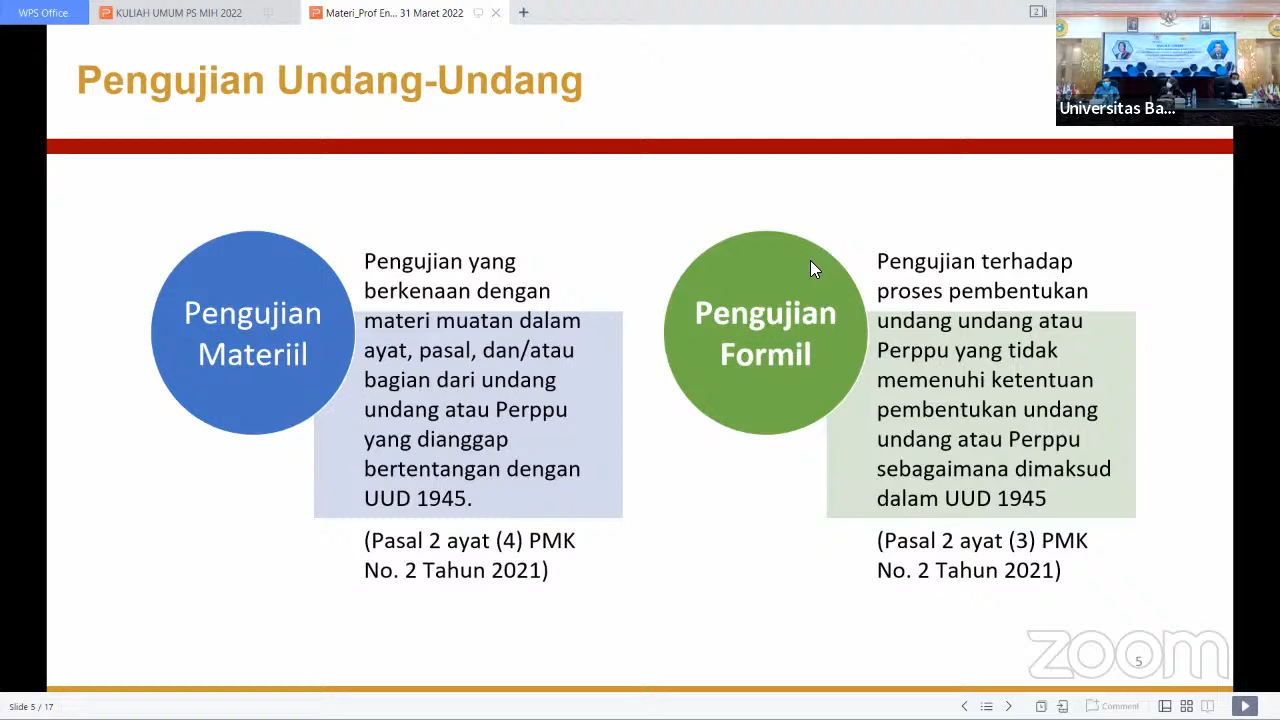 WPS Office
KULIAH UMUM PS MIH 2022
Materi_Prof En... 31 Maret 2022
2
Pengujian Undang-Undang
Universitas Ba...
Pengujian
Materiil
Pengujian yang
berkenaan dengan
materi muatan dalam
ayat, pasal, dan/atau
bagian dari undang
undang atau Perppu
yang dianggap
bertentangan dengan
UUD 1945.
(Pasal 2 ayat (4) PMK
No. 2 Tahun 2021)
Pengujian
Formil
Pengujian terhadap
proses pembentukan
undang undang atau
Perppu yang tidak
memenuhi ketentuan
pembentukan undang
undang atau Perppu
sebagaimana dimaksud
dalam UUD 1945
(Pasal 2 ayat (3) PMK
No. 2 Tahun 2021)
zoom
5
Slide 5 / 17
Comment